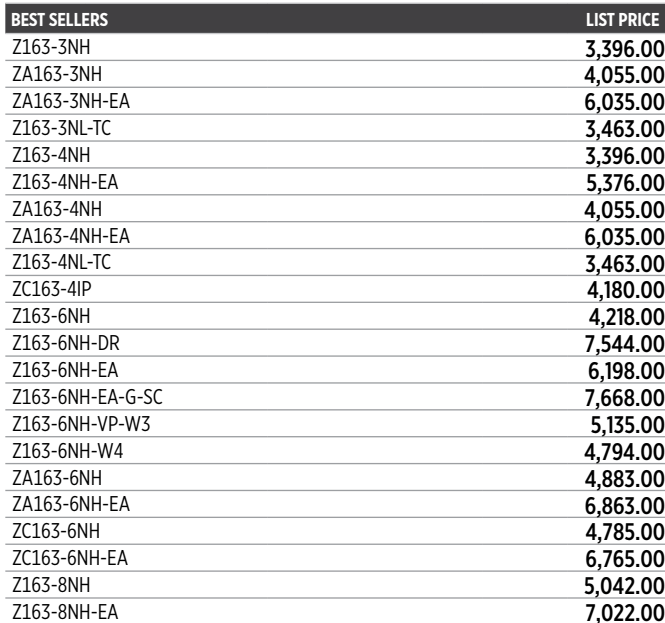 BEST SELLERS LIST PRICE
Z163-3NH 3,396.00
ZA163-3NH 4,055.00
ZA163-3NH-EA 6,035.00
Z163-3NL-TC 3,463.00
Z163-4NH 3,396.00
Z163-4NH-EA 5,376.00
ZA163-4NH 4,055.00
ZA163-4NH-EA 6,035.00
Z163-4NL-TC 3,463.00
ZC163-4IP 4,180.00
Z163-6NH 4,218.00
Z163-6NH-DR 7,544.00
Z163-6NH-EA 6,198.00
Z163-6NH-EA-G-SC 7,668.00
Z163-6NH-VP-W3 5,135.00
Z163-6NH-W4 4,794.00
ZA163-6NH 4,883.00
ZA163-6NH-EA 6,863.00
ZC163-6NH 4,785.00
ZC163-6NH-EA 6,765.00
Z163-8NH 5,042.00
Z163-8NH-EA 7,022.00